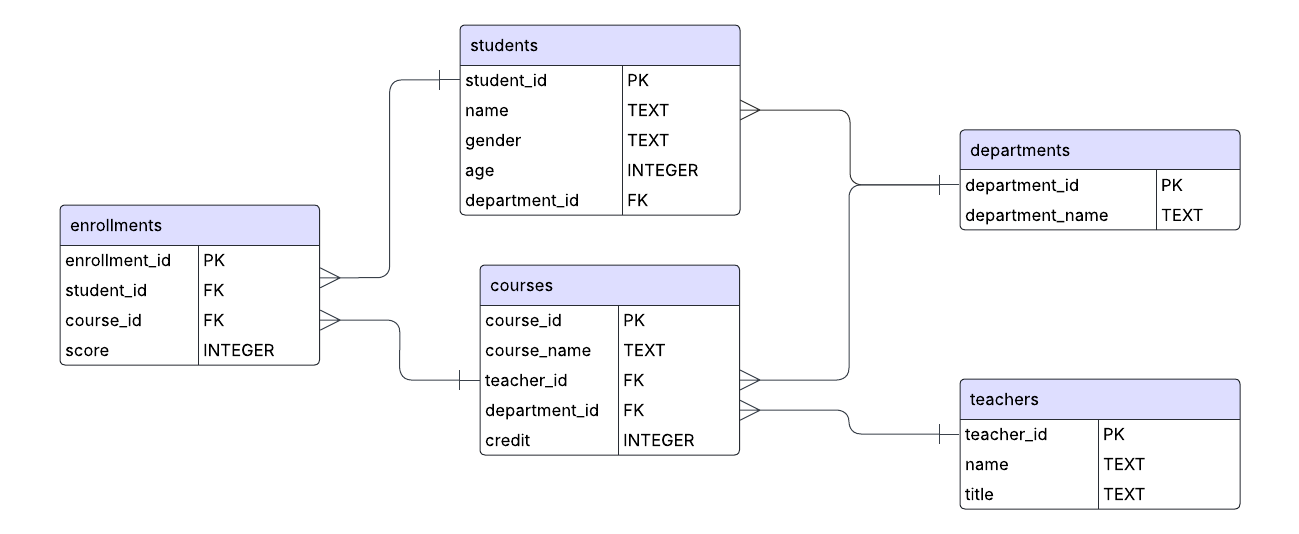 students
student_id PK
name TEXT
gender TEXT
age INTEGER
department_id FK
departments
department_id PK
department_name TEXT
enrollments
enrollment_id PK
student_id FK
course_id FK
score INTEGER
courses
course_id PK
course_name TEXT
teacher_id FK
department_id FK
credit INTEGER
teachers
teacher_id PK
name TEXT
title TEXT